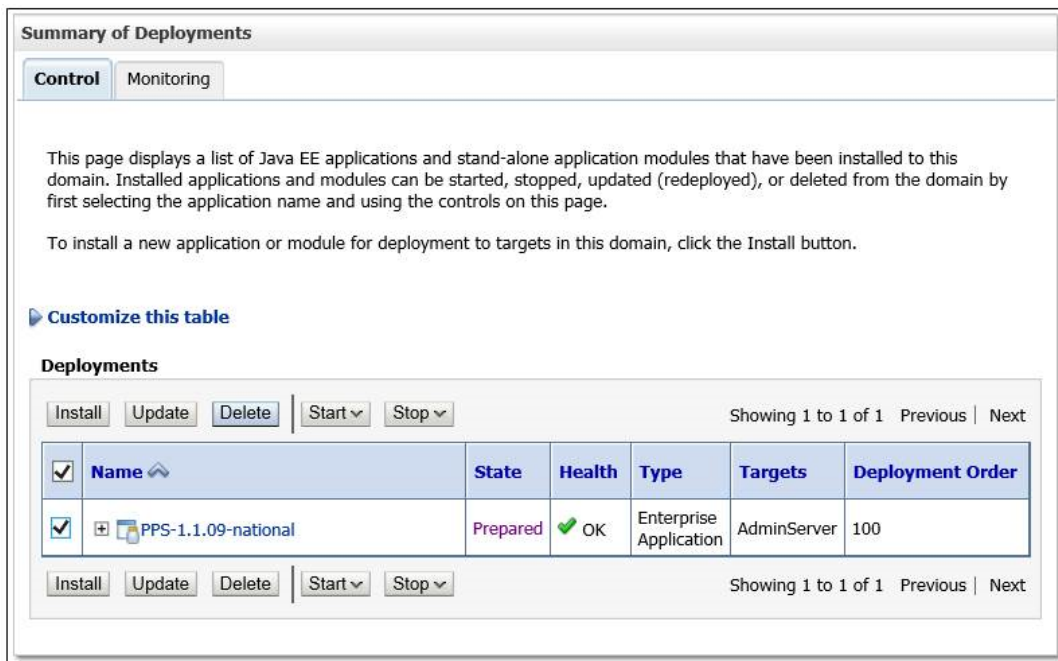 Summary of Deployments
Control Monitoring
This page displays a list of Java EE applications and stand-alone application modules that have been installed to this
domain. Installed applications and modules can be started, stopped, updated (redeployed), or deleted from the domain by
first selecting the application name and using the controls on this page.
To install a new application or module for deployment to targets in this domain, click the Install button.
Customize this table
Deployments
Install Update Delete Start Stop Showing 1 to 1 of 1 Previous | Next
Name State Health Type Targets Deployment Order
PPS-1.1.09-national Prepared OK Enterprise Application AdminServer 100
Install Update Delete Start Stop Showing 1 to 1 of 1 Previous | Next